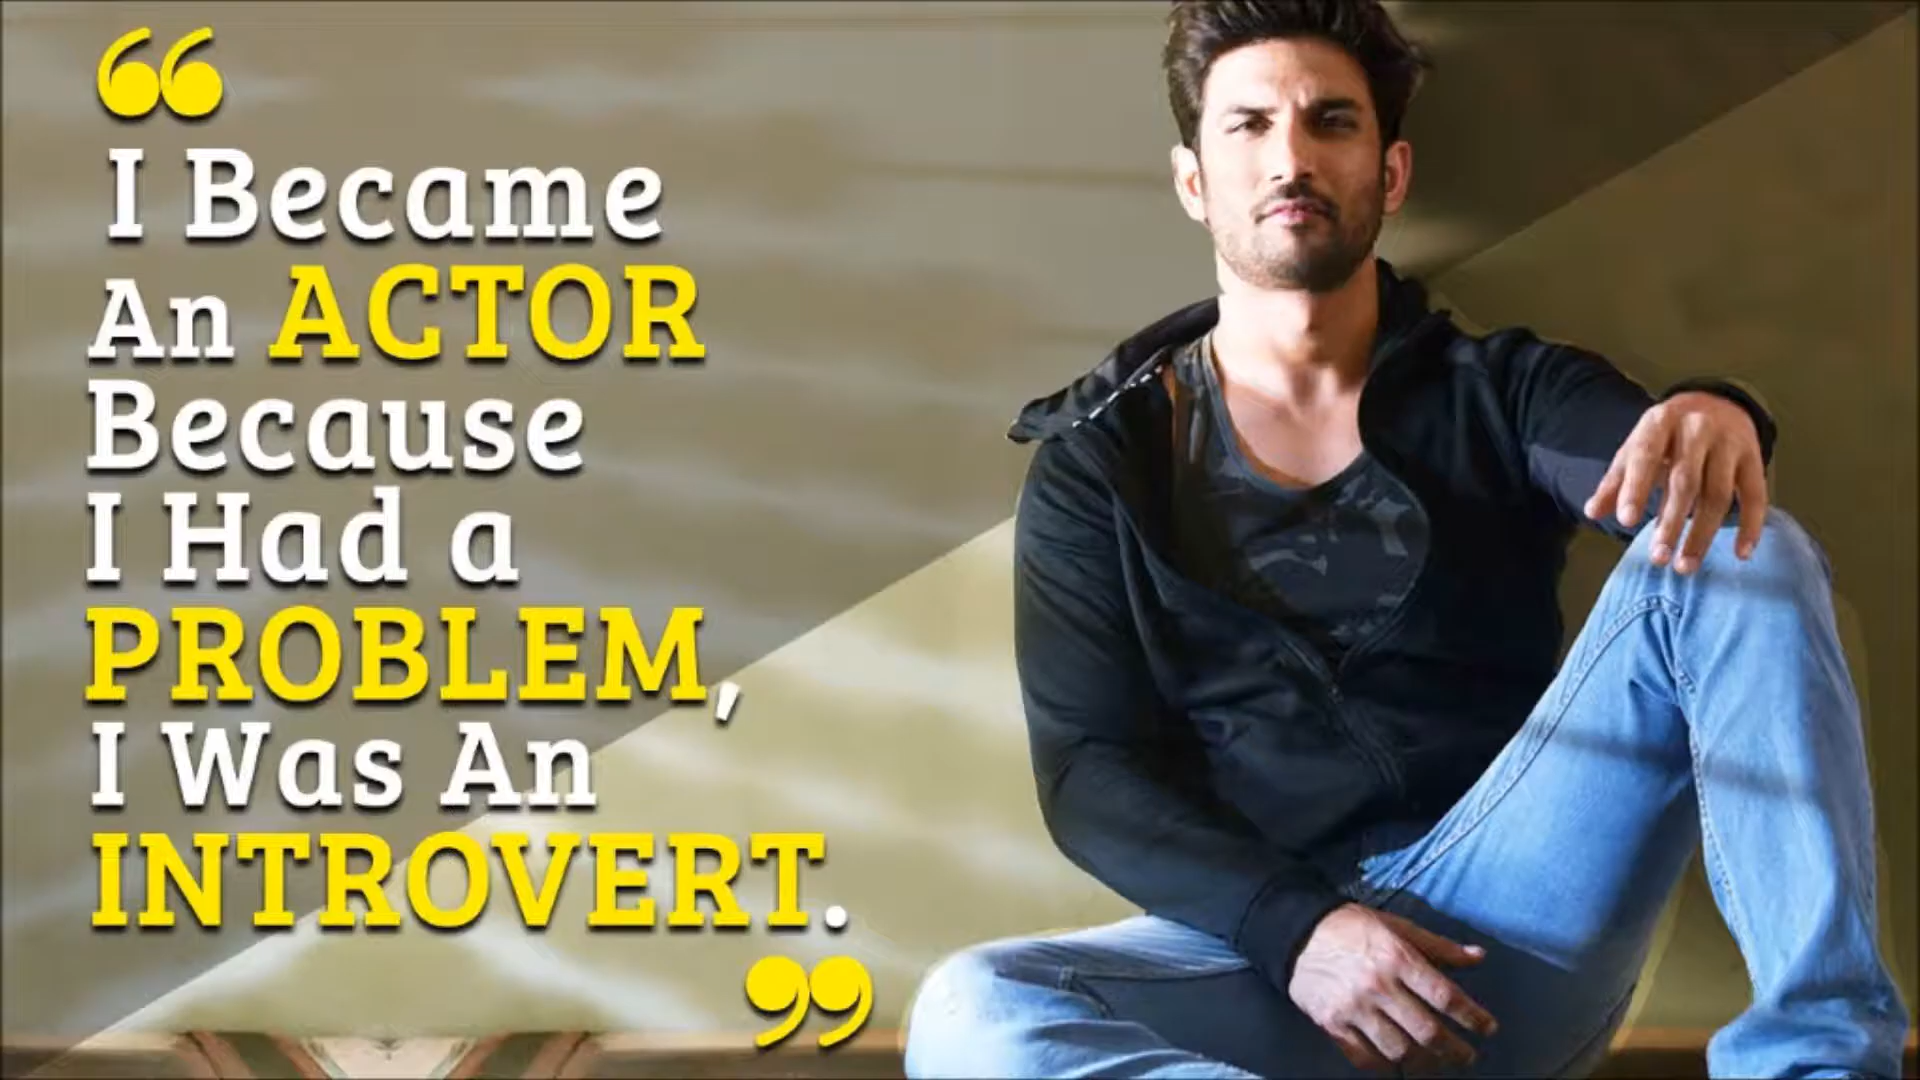 “
I Became
An ACTOR
Because
I Had a
PROBLEM,
I Was An
INTROVERT.
”